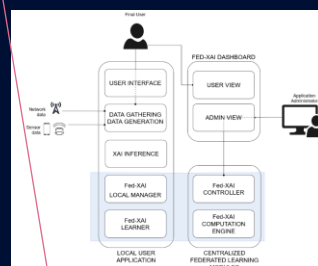 Final User
FED-XAI DASHBOARD
USER INTERFACE
USER VIEW
Network
data
Application
DATA GATHERING
DATA GENERATION
ADMIN VIEW
Sensor
data
XAI INFERENCE
Fed-XAI
LOCAL MANAGER
Fed-XAI
CONTROLLER
Fed-XAI
LEARNER
Fed-XAI
COMPUTATION
ENGINE
LOCAL USER
APPLICATION
CENTRALIZED
FEDERATED LEARNING